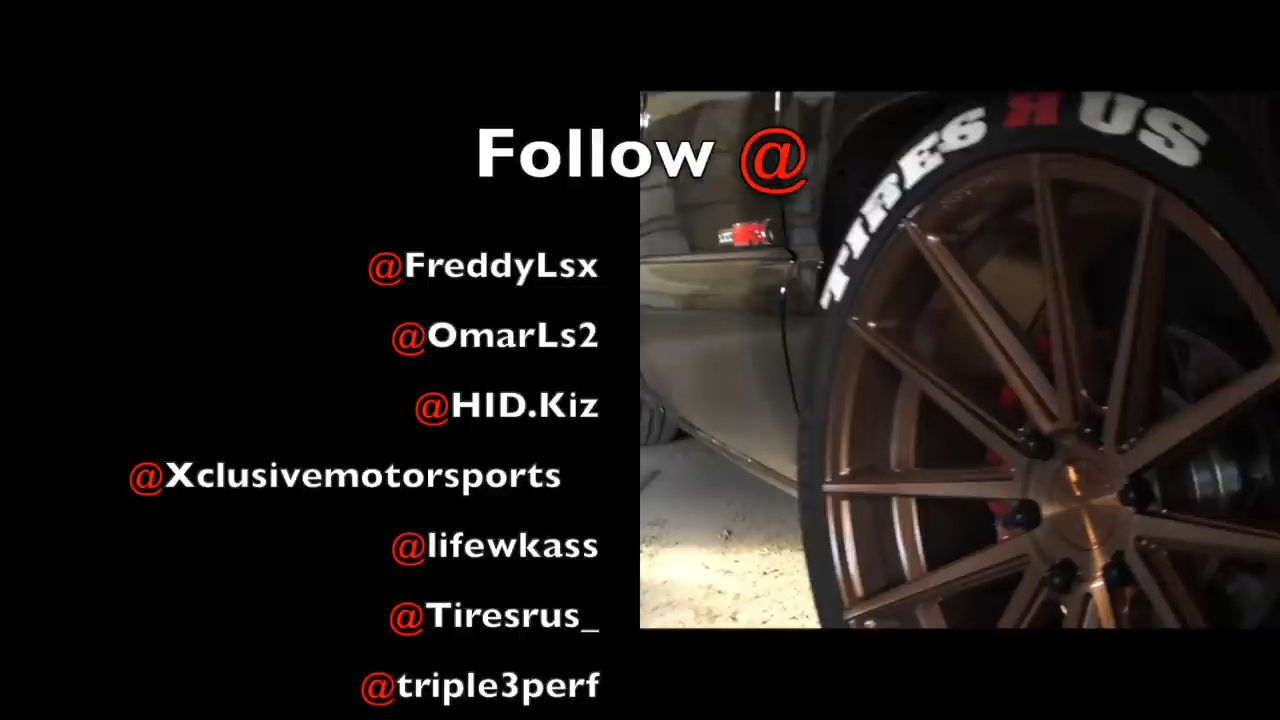 Follow @
TIRES R US
@FreddyLsx
@OmarLs2
@HID.Kiz
@Xclusivemotorsports
@lifewkass
@Tiresrus_
@triple3perf